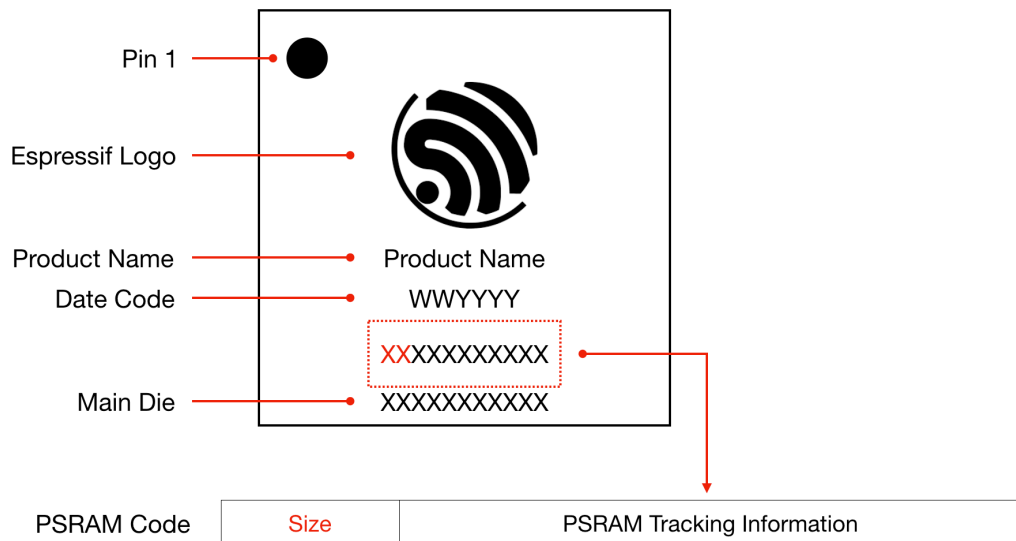 Pin 1
Espressif Logo
Product Name Product Name
Date Code WWYYYY
XXXXXXXXXXX
Main Die XXXXXXXXXXX
PSRAM Code Size PSRAM Tracking Information